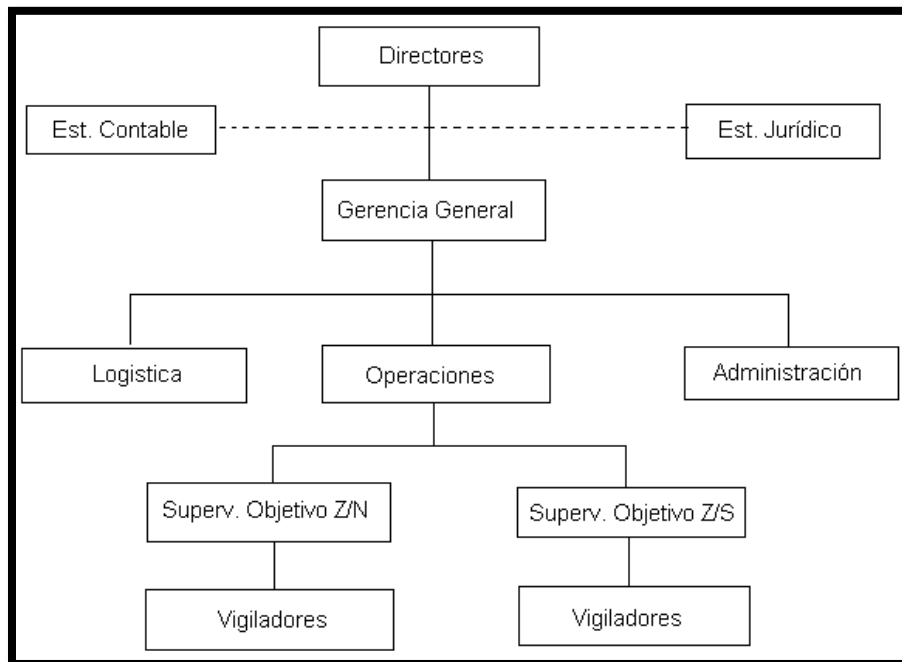 Directores
Est. Contable
Est. Jurídico
Gerencia General
Logistica
Operaciones
Administración
Superv. Objetivo Z/N
Superv. Objetivo Z/S
Vigiladores
Vigiladores